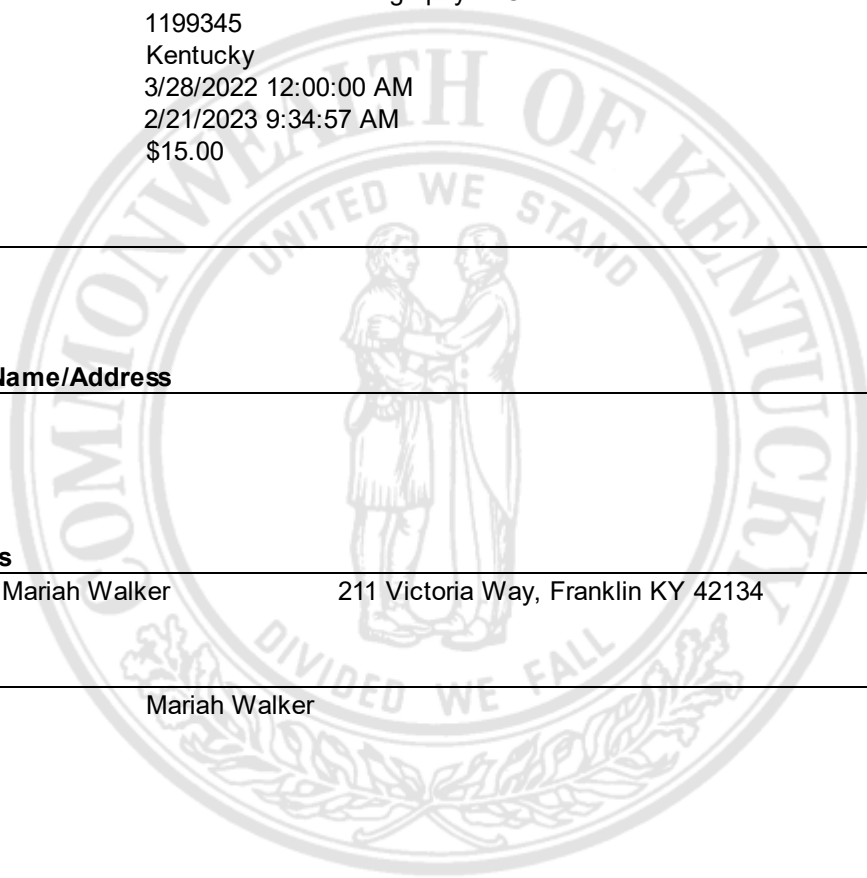 1199345
Kentucky
3/28/2022 12:00:00 AM
2/21/2023 9:34:57 AM
$15.00
COMMONWEALTH OF KENTUCKY
UNITED WE STAND
Name/Address
s
Mariah Walker 211 Victoria Way, Franklin KY 42134
DIVIDED WE FALL
Mariah Walker